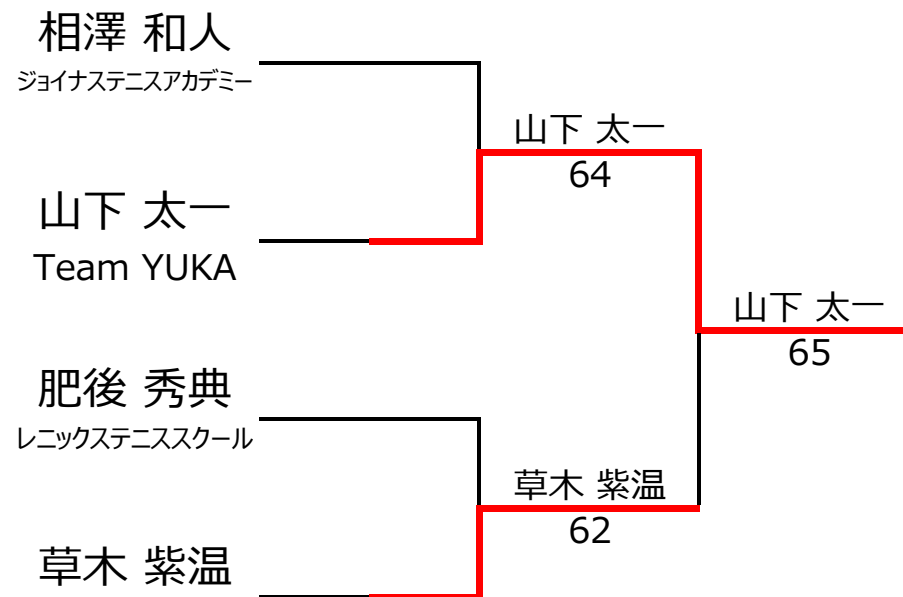 相澤 和人
ジョイナステニスアカデミー
山下 太一
64
山下 太一
Team YUKA
山下 太一
65
肥後 秀典
レニックステニススクール
草木 紫温
62
草木 紫温